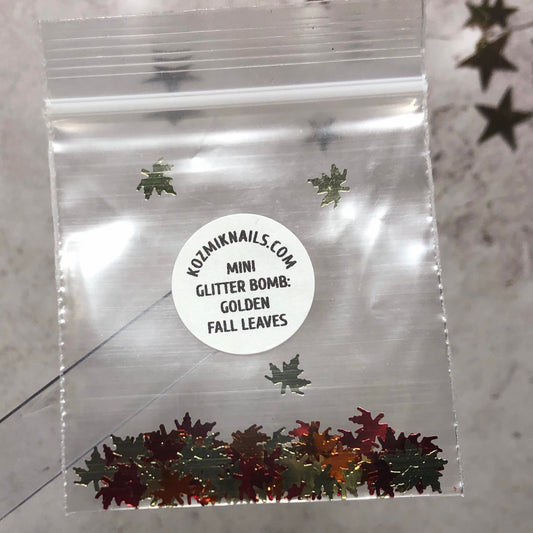 KOZMIKNAILS.COM
MINI
GLITTER BOMB:
GOLDEN
FALL LEAVES